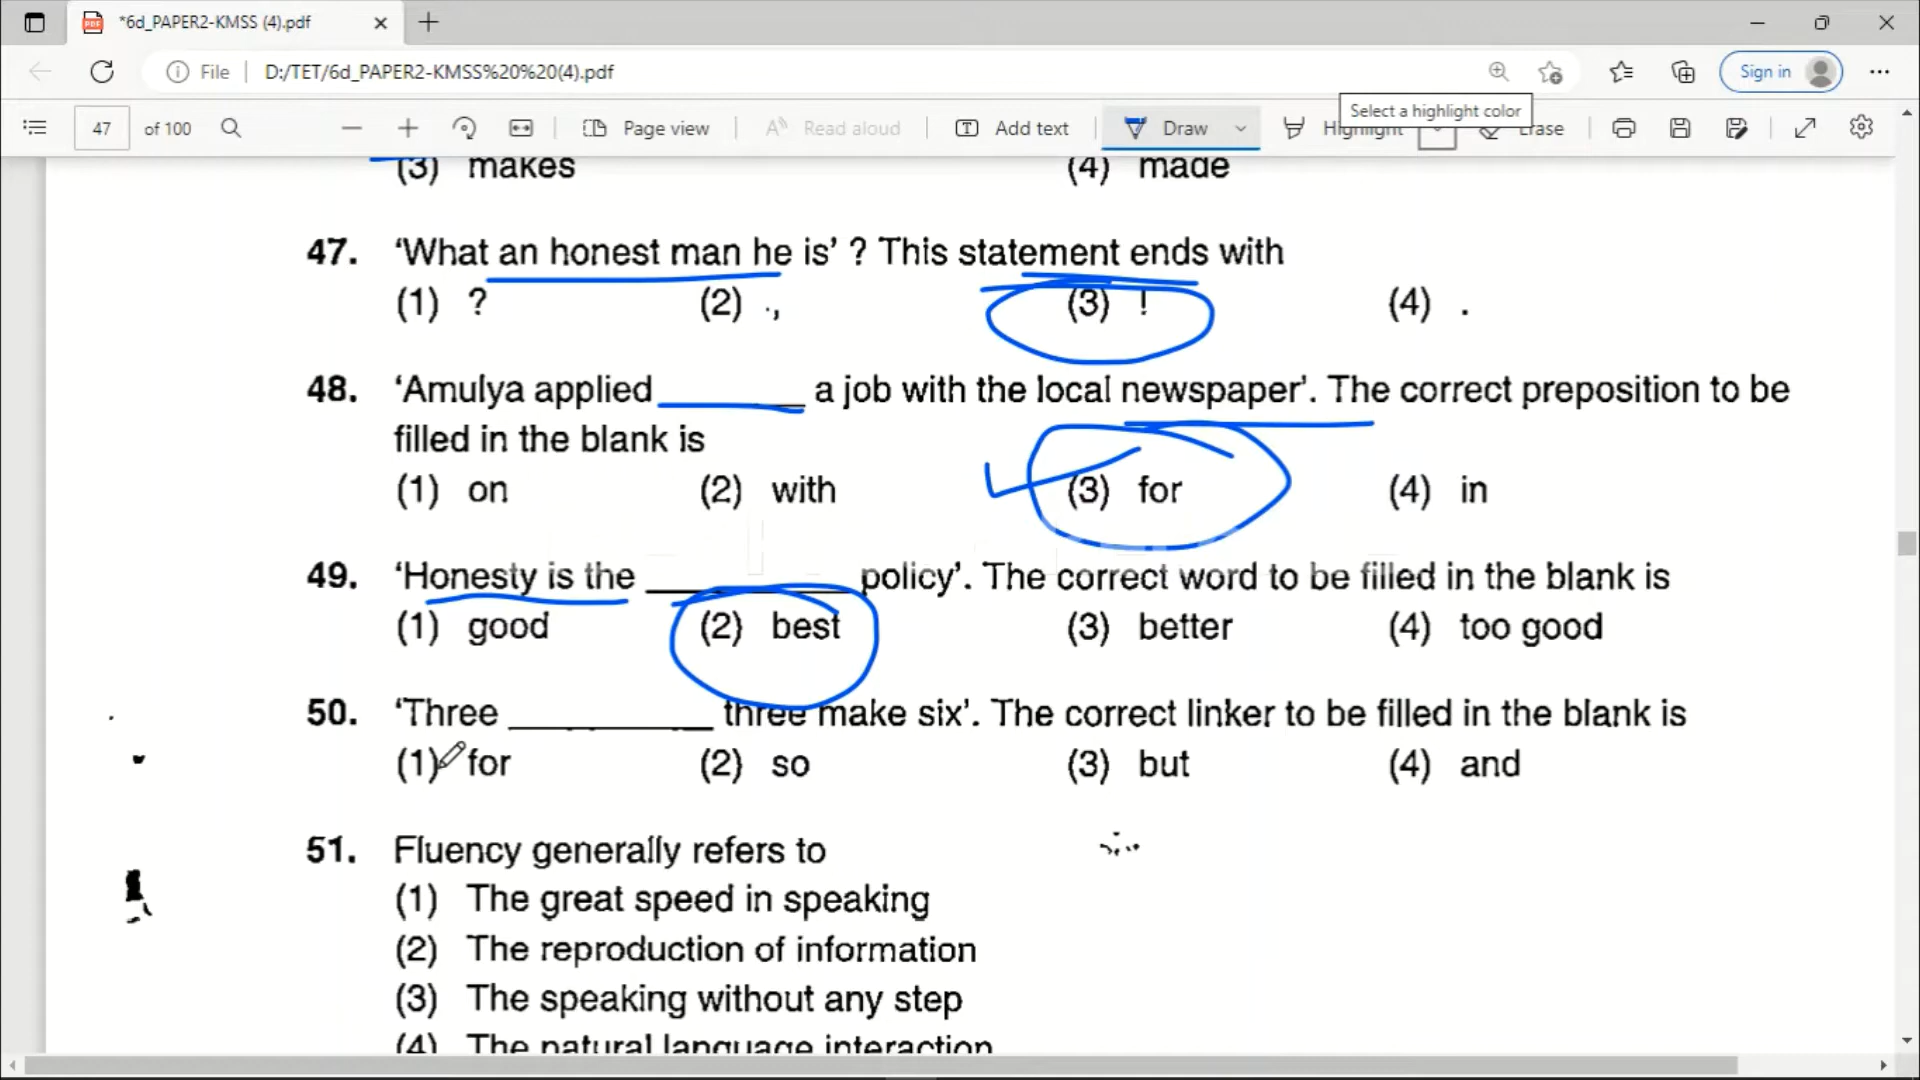 *6d_PAPER2-KMSS (4).pdf
File D:/TET/6d_PAPER2-KMSS%20%20(4).pdf Sign in
Select a highlight color
47 of 100 Page view Read aloud Add text Draw Highlight Erase
(3) makes (4) made
47. ‘What an honest man he is’ ? This statement ends with
(1) ? (2) , (3) ! (4) .
48. ‘Amulya applied ______ a job with the local newspaper’. The correct preposition to be
filled in the blank is
(1) on (2) with (3) for (4) in
49. ‘Honesty is the ______ policy’. The correct word to be filled in the blank is
(1) good (2) best (3) better (4) too good
50. ‘Three ______ three make six’. The correct linker to be filled in the blank is
(1) for (2) so (3) but (4) and
51. Fluency generally refers to
(1) The great speed in speaking
(2) The reproduction of information
(3) The speaking without any step
(4) The natural language interaction